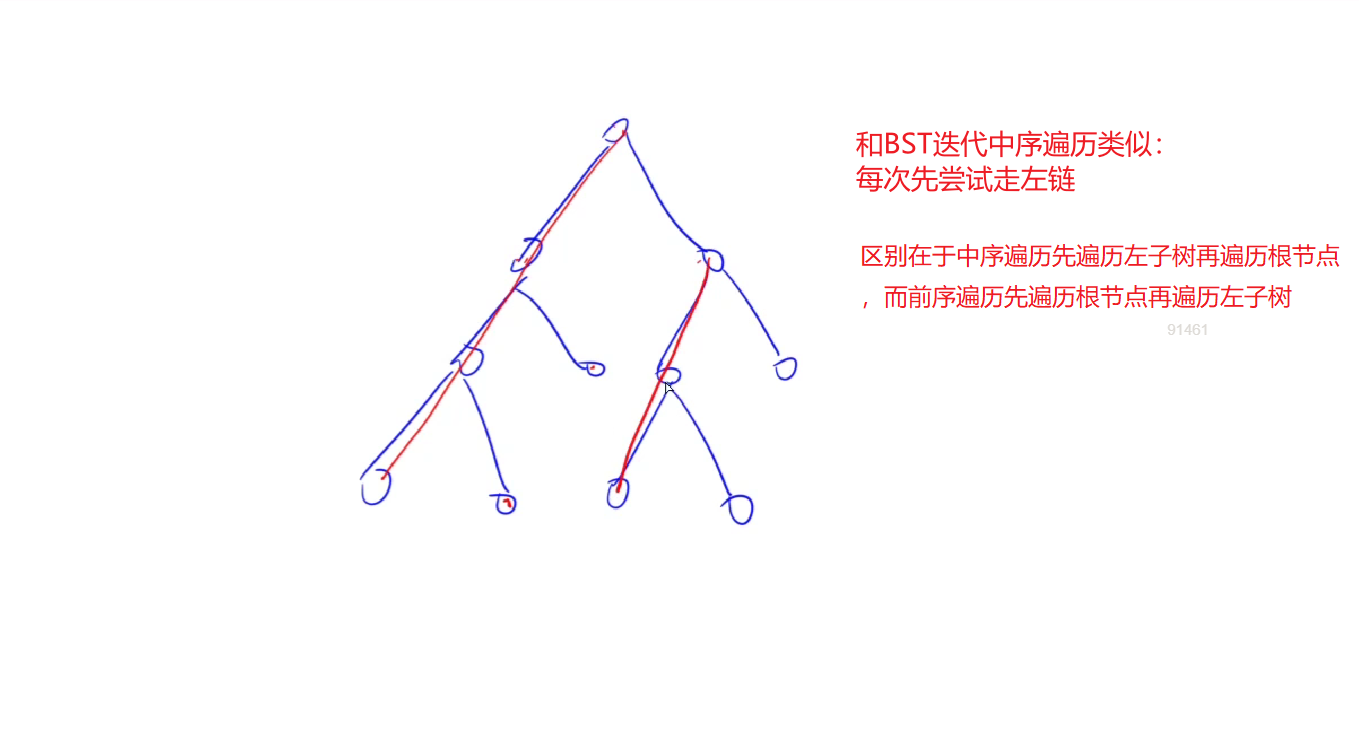 和BST迭代中序遍历类似：
每次先尝试走左链
区别在于中序遍历先遍历左子树再遍历根节点
，而前序遍历先遍历根节点再遍历左子树
91461